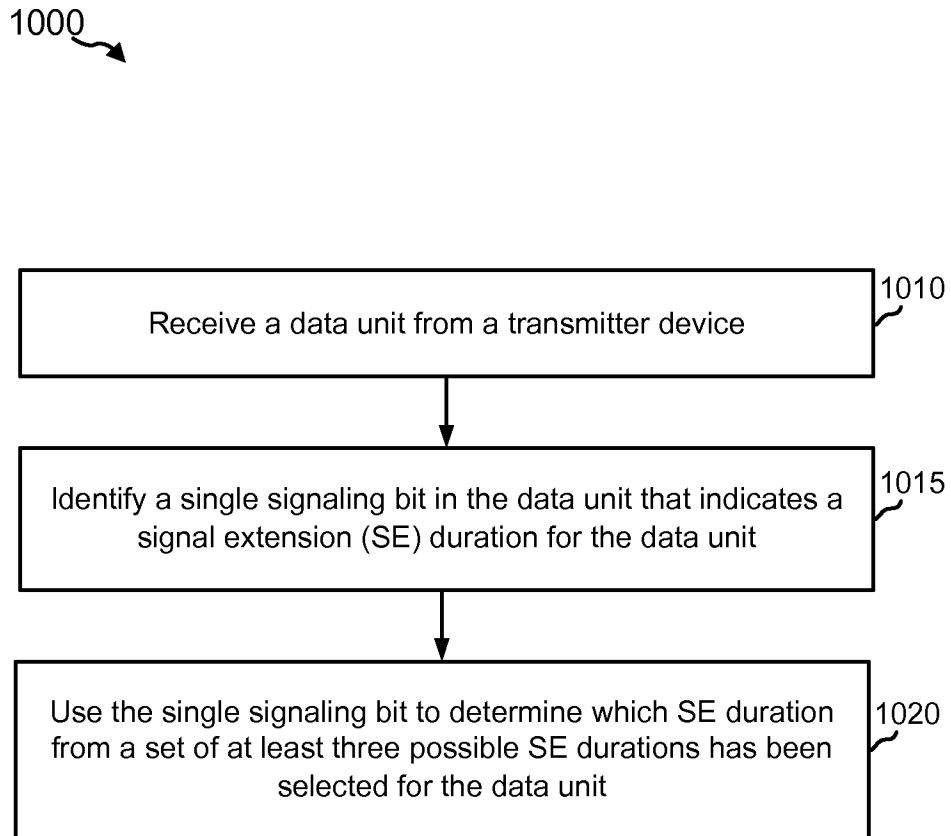 1000
1010
Receive a data unit from a transmitter device
1015
Identify a single signaling bit in the data unit that indicates a
signal extension (SE) duration for the data unit
1020
Use the single signaling bit to determine which SE duration
from a set of at least three possible SE durations has been
selected for the data unit